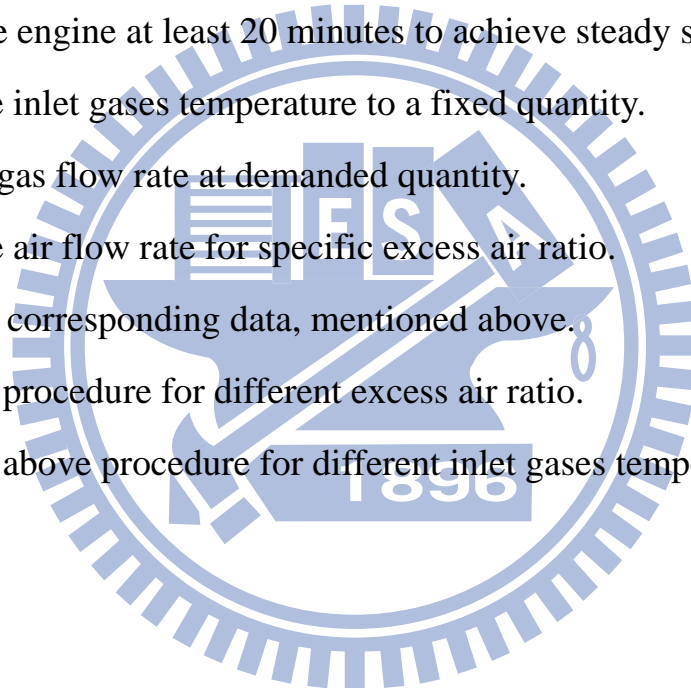 e engine at least 20 minutes to achieve steady s
e inlet gases temperature to a fixed quantity.
gas flow rate at demanded quantity.
e air flow rate for specific excess air ratio.
corresponding data, mentioned above.
procedure for different excess air ratio.
above procedure for different inlet gases temp
E S A
1896